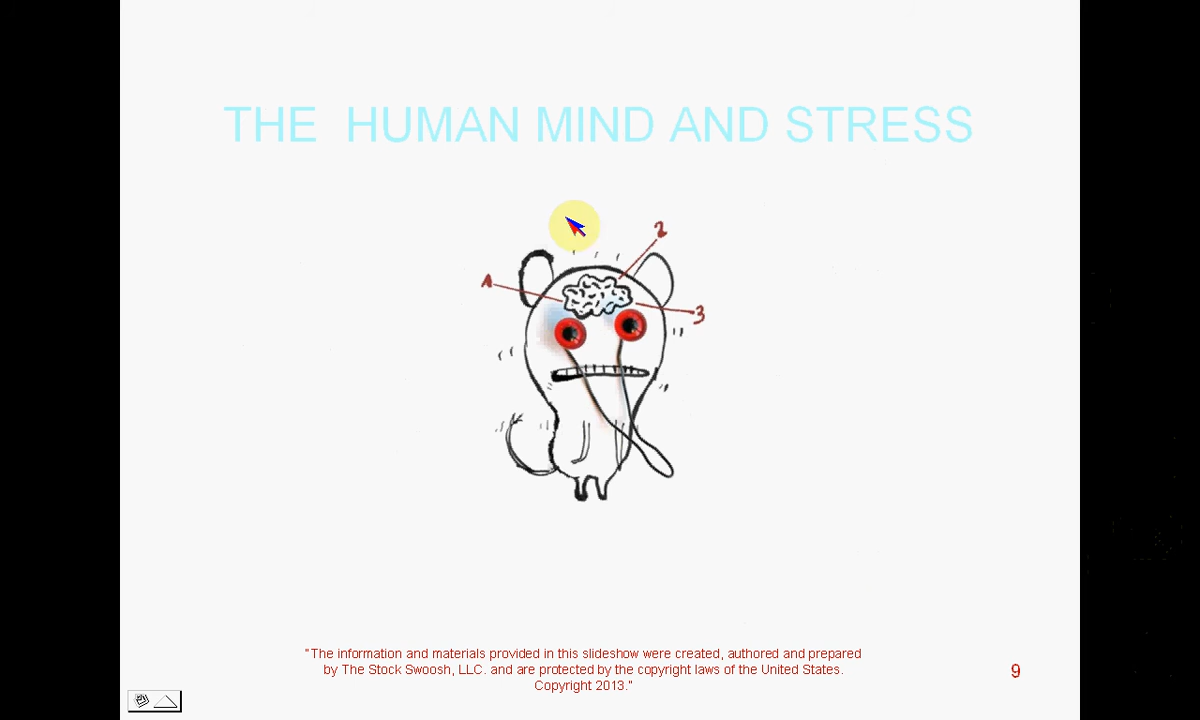 THE HUMAN MIND AND STRESS
2
1
3
"The information and materials provided in this slideshow were created, authored and prepared
by The Stock Swoosh, LLC. and are protected by the copyright laws of the United States.
Copyright 2013."
9